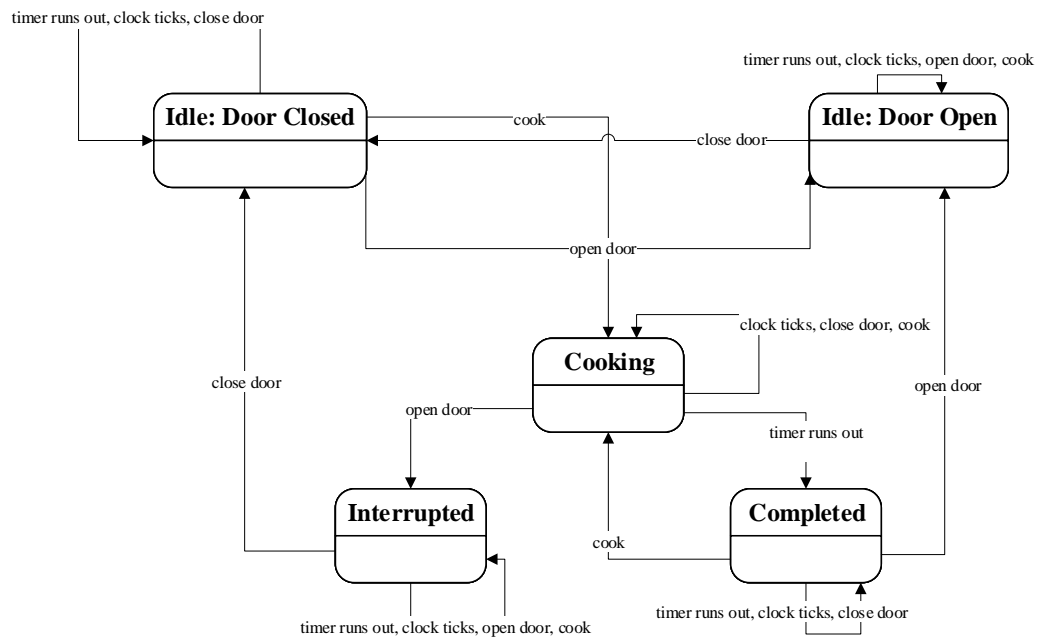 timer runs out, clock ticks, close door
timer runs out, clock ticks, open door, cook
Idle: Door Closed
Idle: Door Open
cook
close door
open door
clock ticks, close door, cook
Cooking
close door
open door
open door
timer runs out
Interrupted
Completed
cook
timer runs out, clock ticks, close door
timer runs out, clock ticks, open door, cook